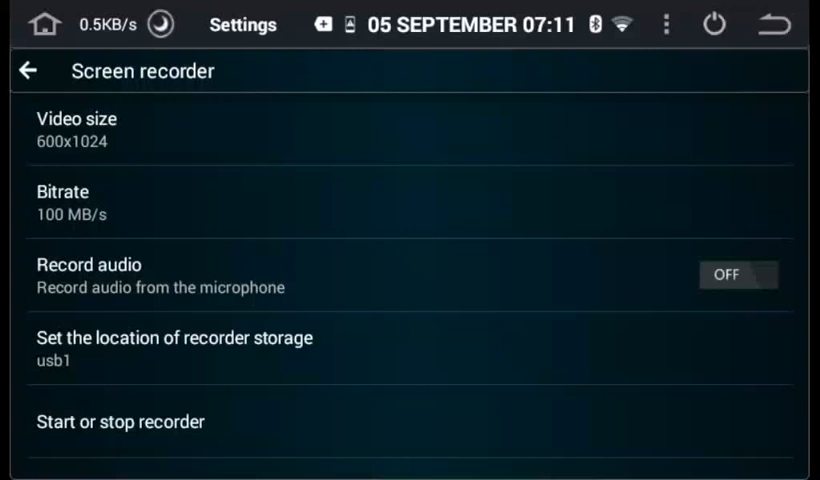 0.5KB/s Settings 05 SEPTEMBER 07:11
Screen recorder
Video size
600x1024
Bitrate
100 MB/s
Record audio
Record audio from the microphone
OFF
Set the location of recorder storage
usb1
Start or stop recorder